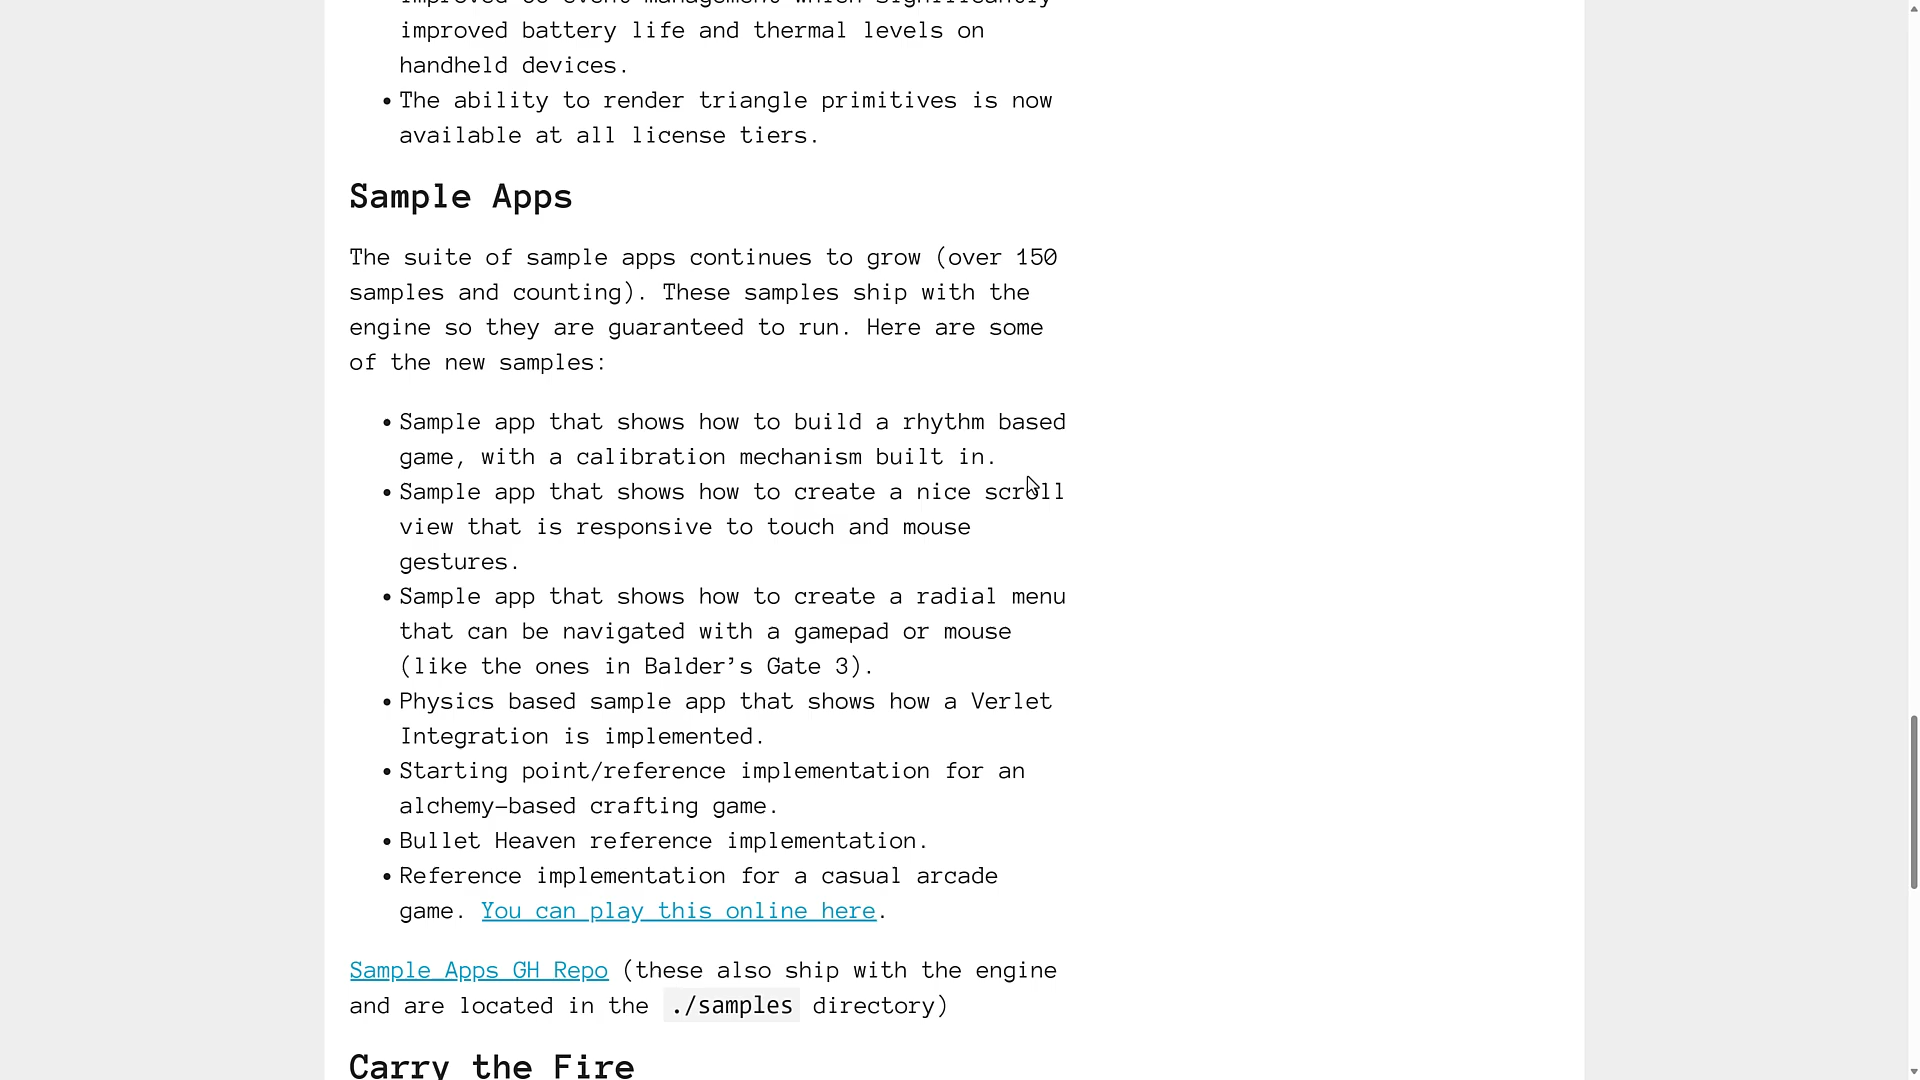 improved os event management which significantly
improved battery life and thermal levels on
handheld devices.
• The ability to render triangle primitives is now
available at all license tiers.
Sample Apps
The suite of sample apps continues to grow (over 150
samples and counting). These samples ship with the
engine so they are guaranteed to run. Here are some
of the new samples:
• Sample app that shows how to build a rhythm based
game, with a calibration mechanism built in.
• Sample app that shows how to create a nice scroll
view that is responsive to touch and mouse
gestures.
• Sample app that shows how to create a radial menu
that can be navigated with a gamepad or mouse
(like the ones in Balder’s Gate 3).
• Physics based sample app that shows how a Verlet
Integration is implemented.
• Starting point/reference implementation for an
alchemy-based crafting game.
• Bullet Heaven reference implementation.
• Reference implementation for a casual arcade
game. You can play this online here.
Sample Apps GH Repo (these also ship with the engine
and are located in the ./samples directory)
Carry the Fire